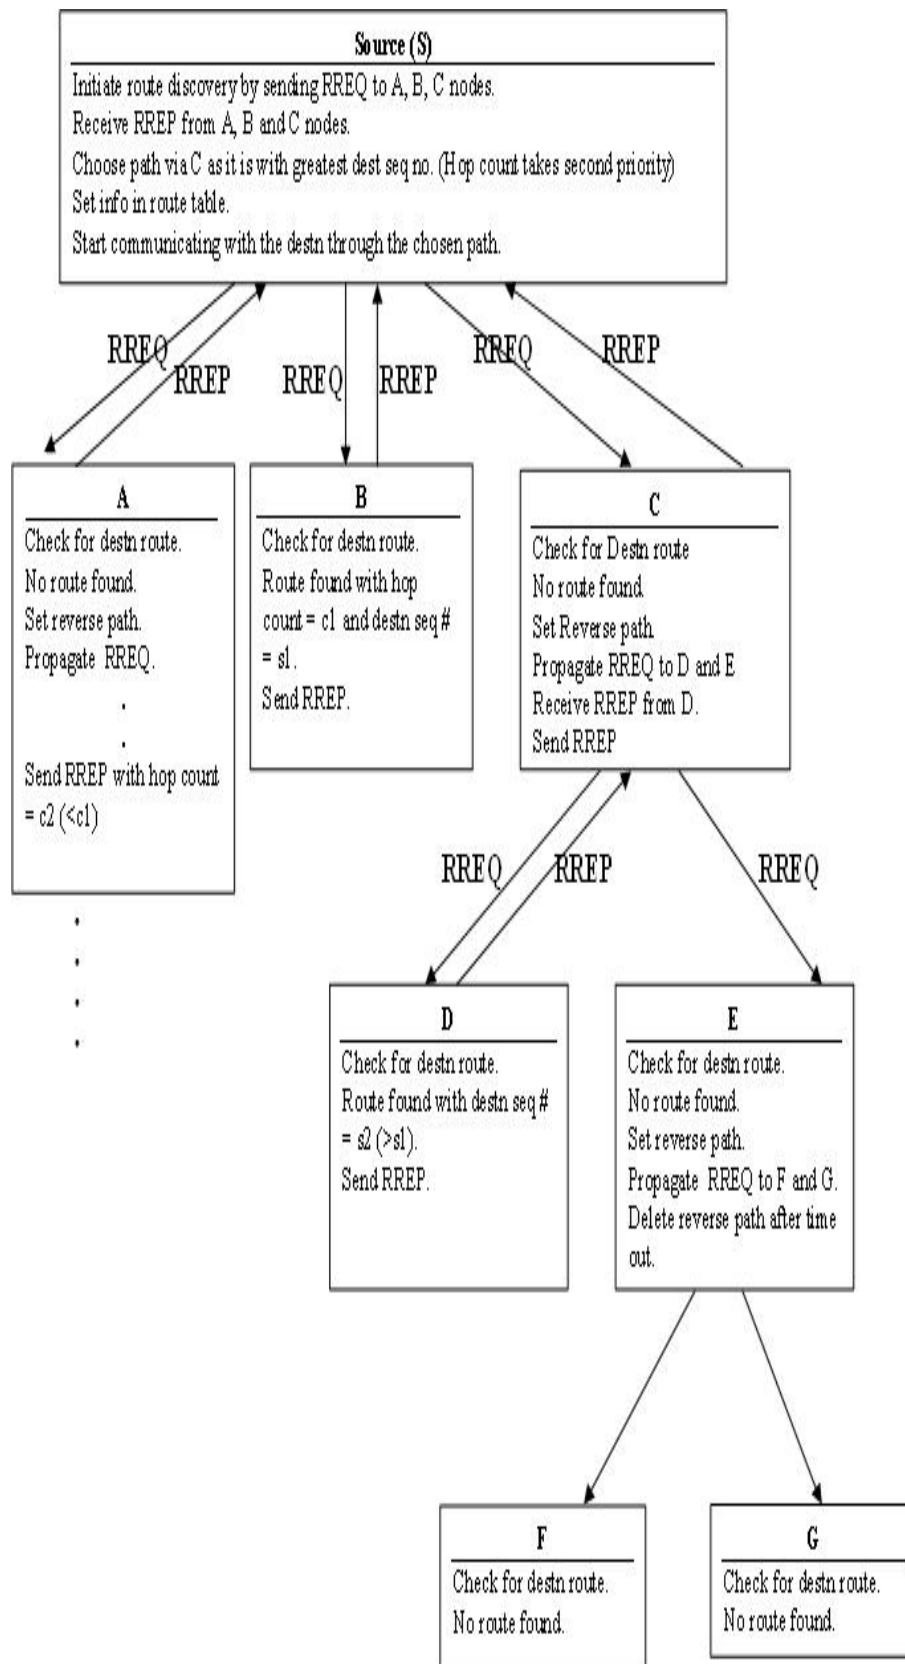 Source (S)
Initiate route discovery by sending RREQ to A, B, C nodes.
Receive RREP from A, B and C nodes.
Choose path via C as it is with greatest dest seq no. (Hop count takes second priority)
Set info in route table.
Start communicating with the destn through the chosen path.
RREQ
RREP
RREQ
RREP
RREQ
RREP
A
Check for destn route.
No route found.
Set reverse path.
Propagate RREQ.
.
.
Send RREP with hop count
= c2 (<c1)
.
.
.
.
B
Check for destn route.
Route found with hop
count = c1 and destn seq #
= s1.
Send RREP.
C
Check for Destn route
No route found
Set Reverse path
Propagate RREQ to D and E
Receive RREP from D.
Send RREP
RREQ
RREP
RREQ
D
Check for destn route.
Route found with destn seq #
= s2 (>s1).
Send RREP.
E
Check for destn route.
No route found.
Set reverse path.
Propagate RREQ to F and G.
Delete reverse path after time
out.
F
Check for destn route.
No route found.
G
Check for destn route.
No route found.